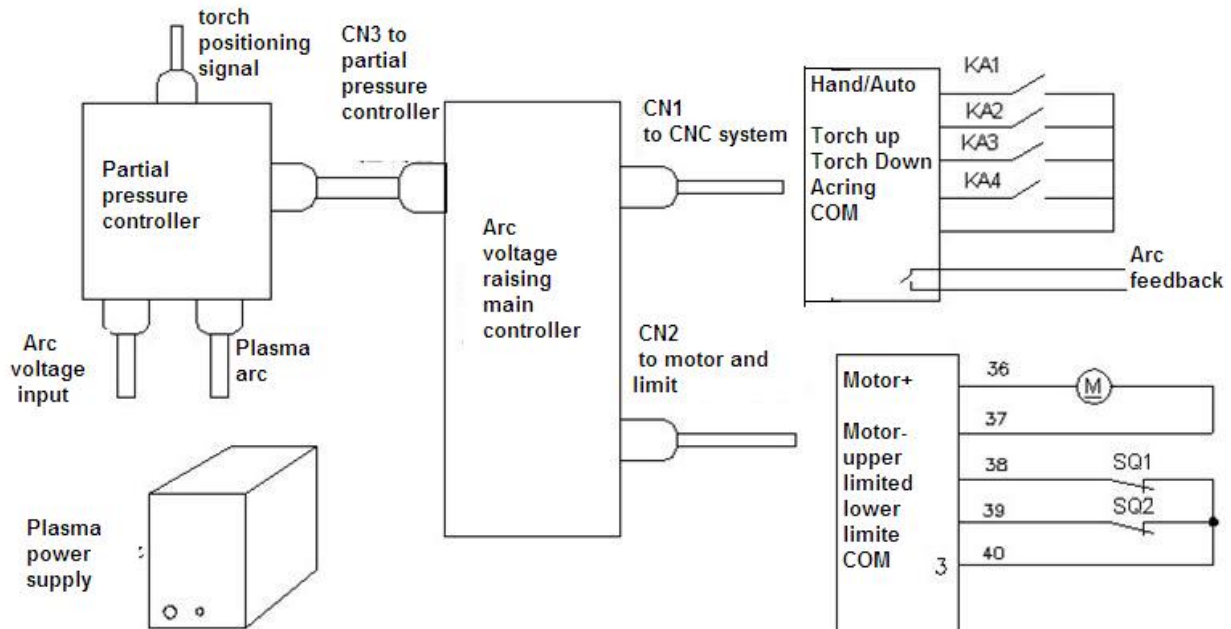 torch
positioning
signal
CN3 to
partial
pressure
controller
Partial
pressure
controller
Arc
voltage
input
Plasma
arc
Plasma
power
supply
Arc
voltage
raising
main
controller
CN1
to CNC system
CN2
to motor and
limit
Hand/Auto
Torch up
Torch Down
Acring
COM
KA1
KA2
KA3
KA4
Arc
feedback
Motor+
Motor-
upper
limited
lower
limite
COM
3
36
37
38
39
40
M
SQ1
SQ2